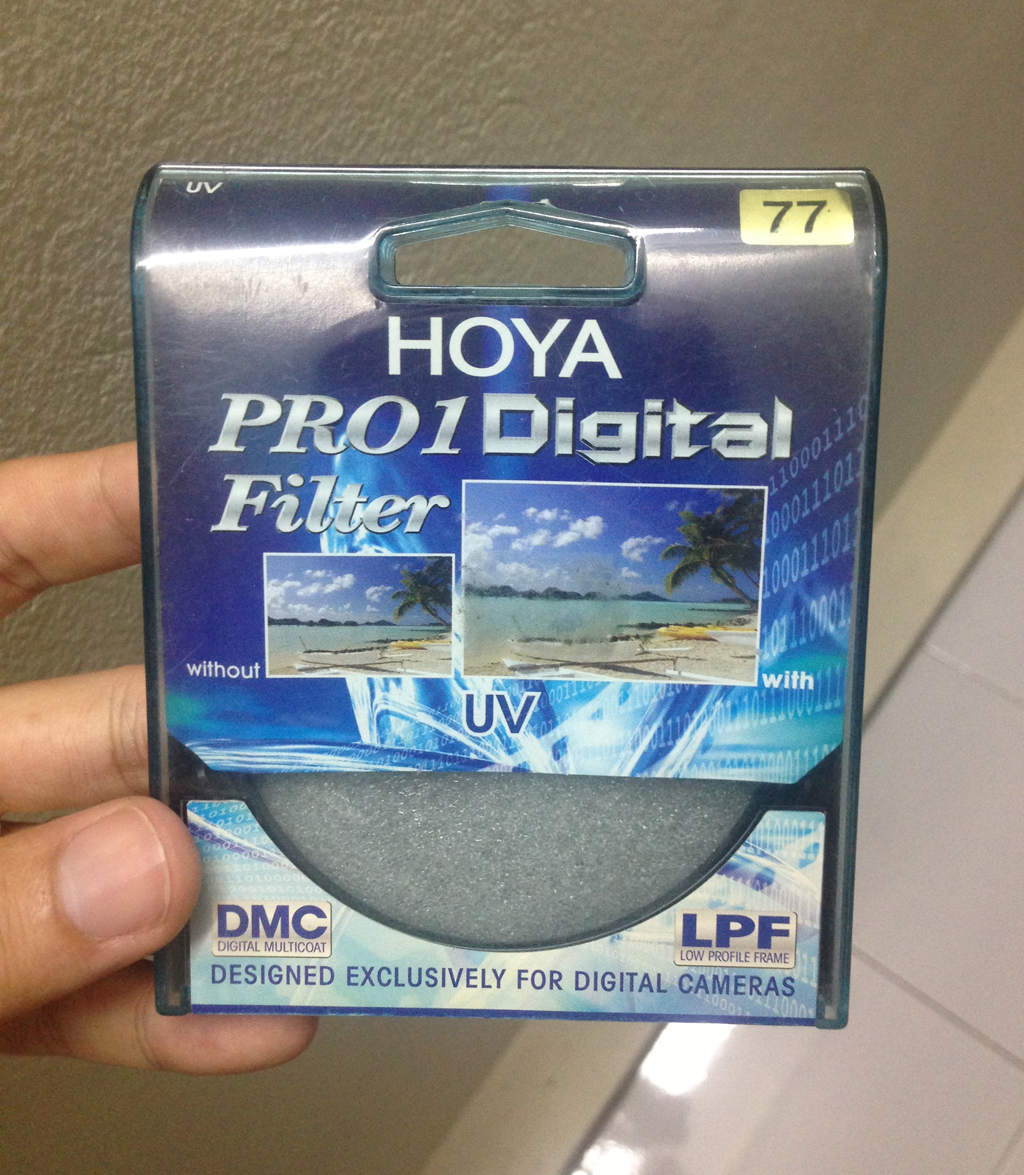 UV
77
HOYA
PRO1 Digital
Filter
without
with
UV
DMC
DIGITAL MULTICOAT
LPF
LOW PROFILE FRAME
DESIGNED EXCLUSIVELY FOR DIGITAL CAMERAS